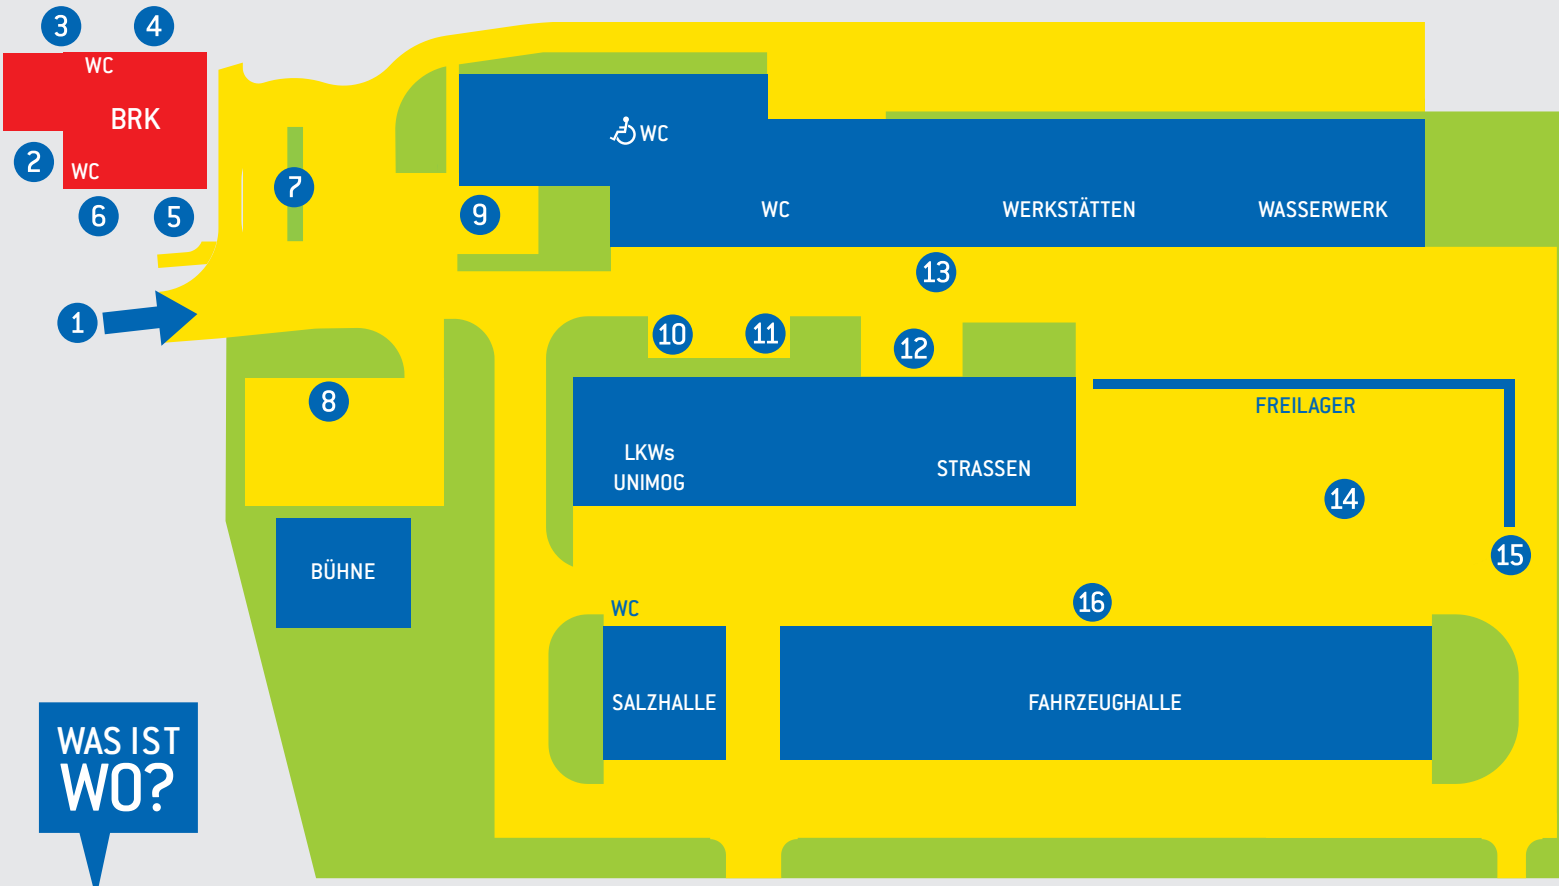 3
4
WC
BRK
2
WC
6
5
7
9
WC
WC
WERKSTÄTTEN
WASSERWERK
13
1
10
11
12
8
FREILAGER
LKWs
UNIMOG
STRASSEN
14
15
BÜHNE
16
WC
SALZHALLE
FAHRZEUGHALLE
WAS IST
WO?